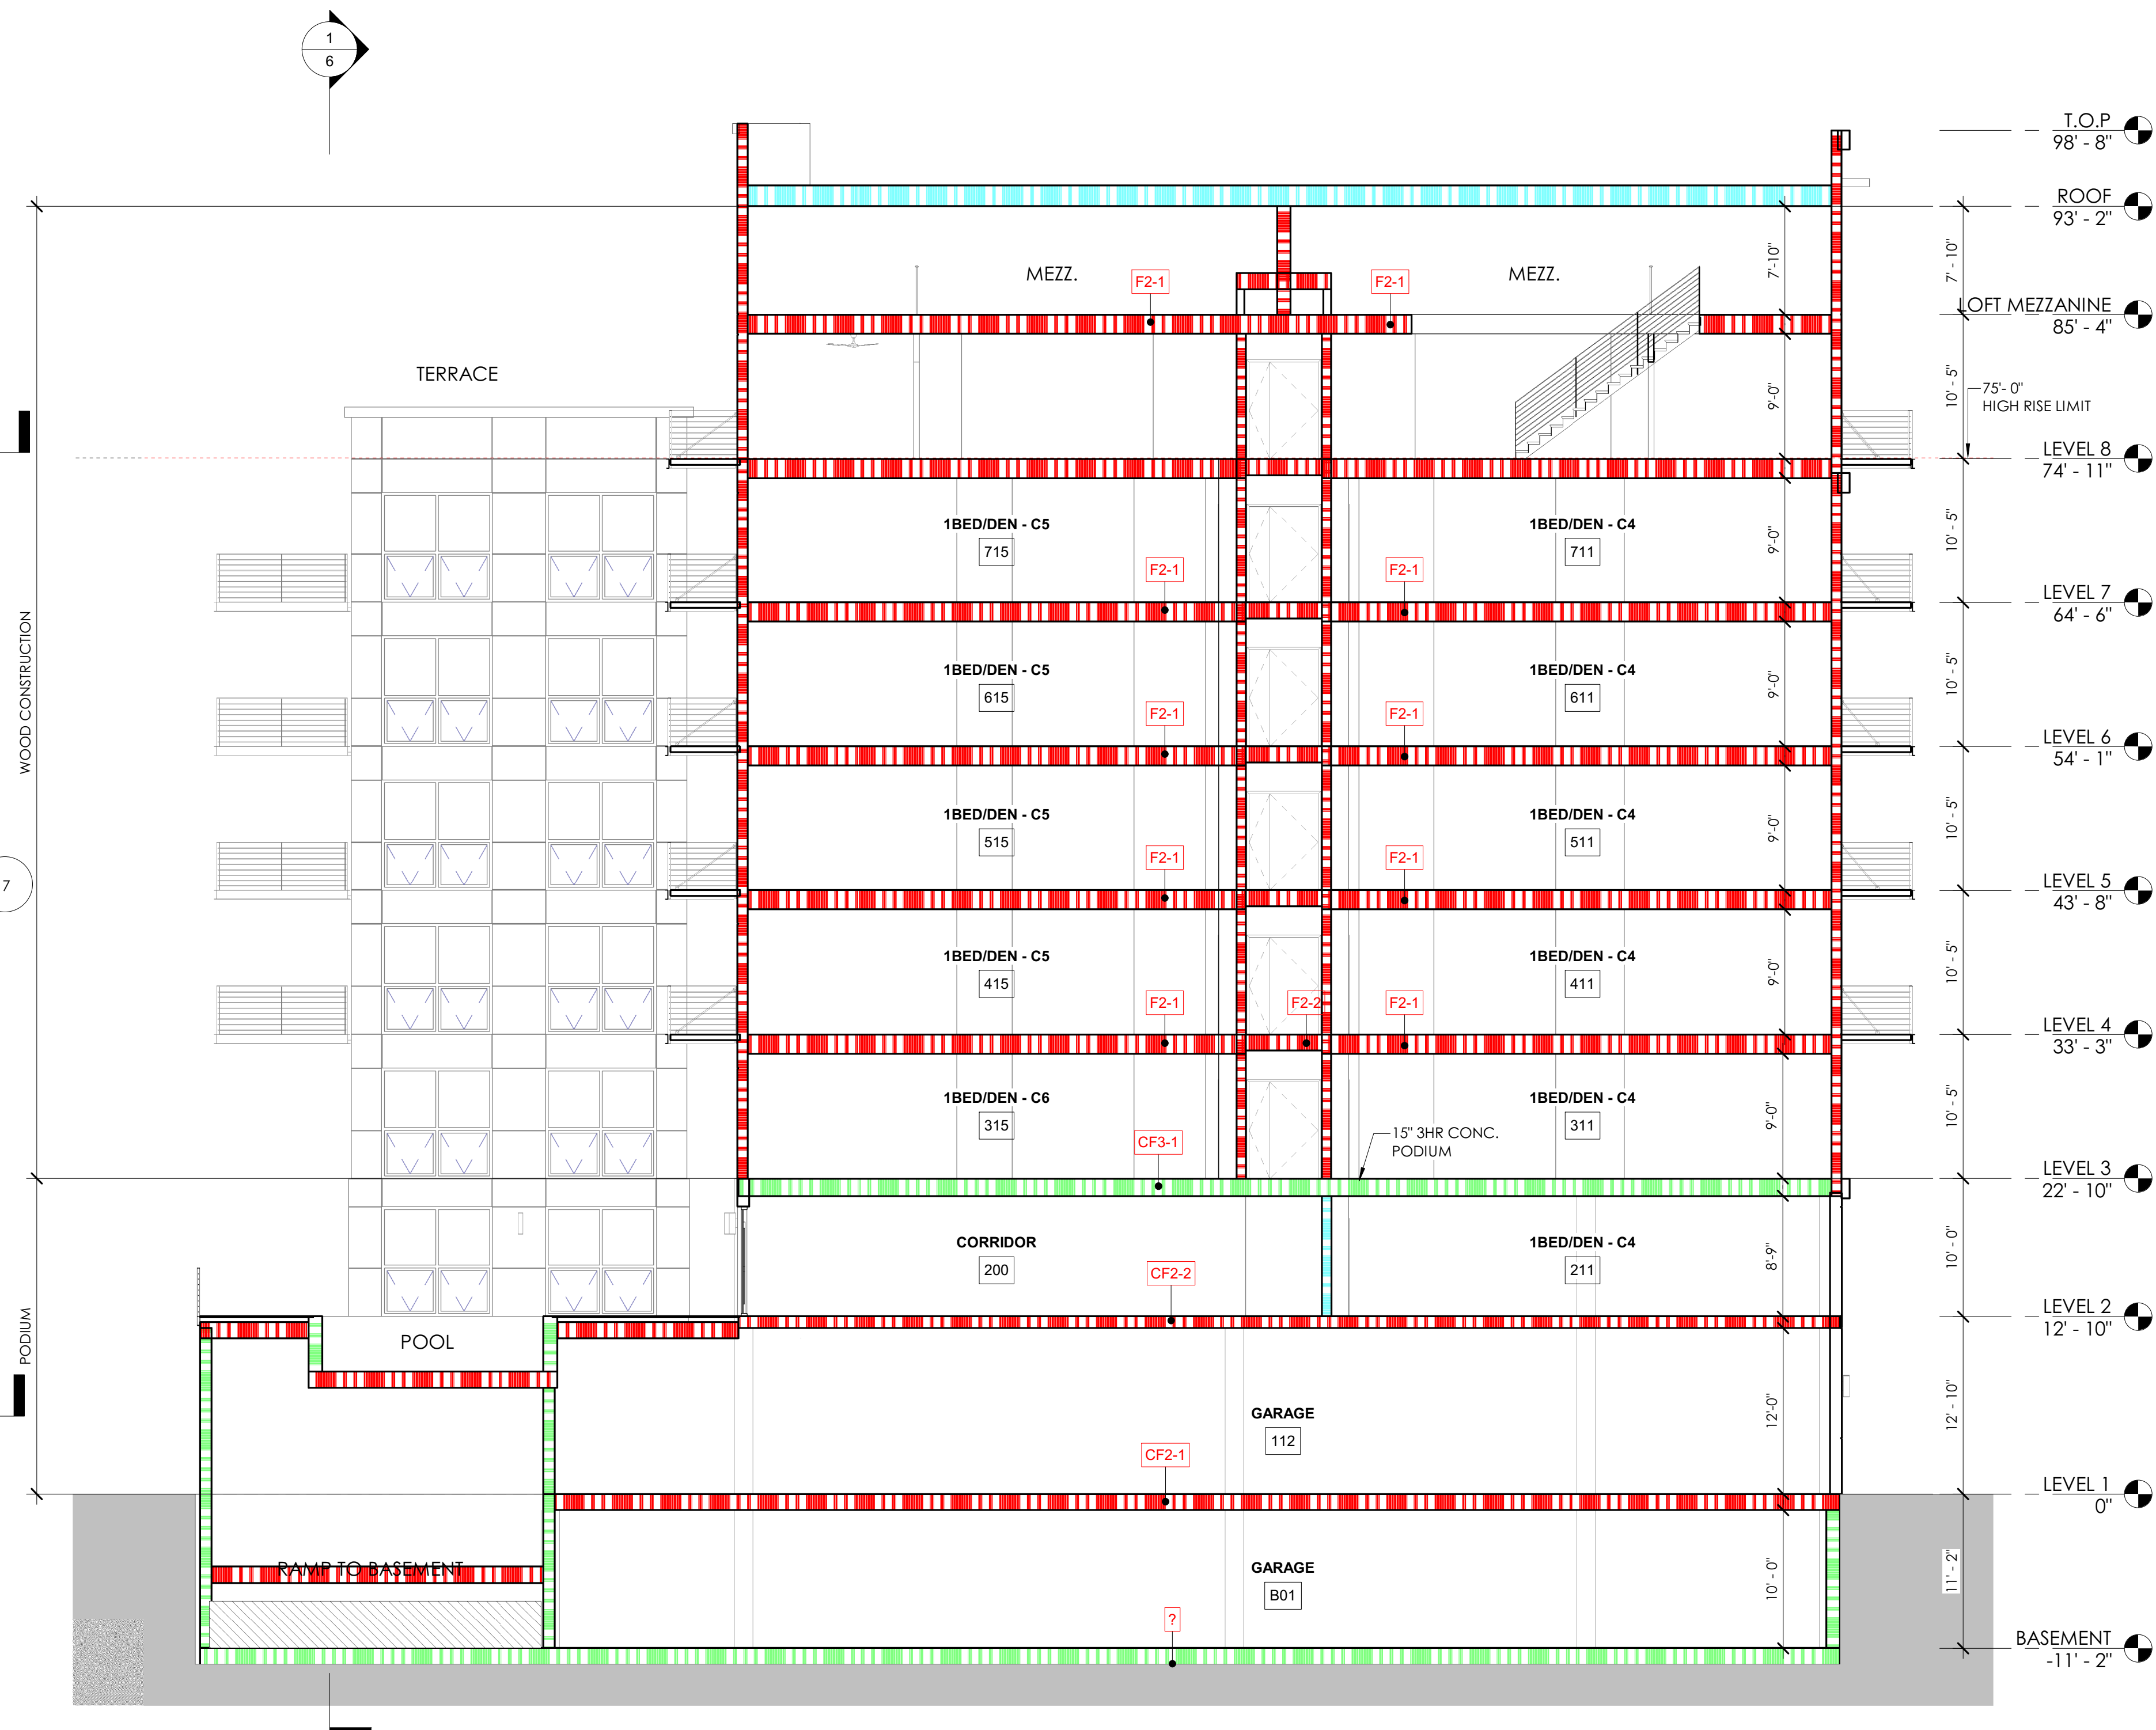 1
6
T.O.P
98' - 8"
ROOF
93' - 2"
7'-10"
7' - 10"
MEZZ.
F2-1
F2-1
MEZZ.
LOFT MEZZANINE
85' - 4"
TERRACE
9'-0"
10' - 5"
75'- 0"
HIGH RISE LIMIT
LEVEL 8
74' - 11"
1BED/DEN - C5
715
1BED/DEN - C4
711
9'-0"
10' - 5"
F2-1
F2-1
LEVEL 7
64' - 6"
WOOD CONSTRUCTION
1BED/DEN - C5
615
1BED/DEN - C4
611
9'-0"
10' - 5"
F2-1
F2-1
LEVEL 6
54' - 1"
1BED/DEN - C5
515
1BED/DEN - C4
511
9'-0"
10' - 5"
F2-1
F2-1
7
LEVEL 5
43' - 8"
1BED/DEN - C5
415
1BED/DEN - C4
411
9'-0"
10' - 5"
F2-1
F2-2
F2-1
LEVEL 4
33' - 3"
1BED/DEN - C6
315
1BED/DEN - C4
311
9'-0"
10' - 5"
CF3-1
15" 3HR CONC.
PODIUM
LEVEL 3
22' - 10"
CORRIDOR
200
1BED/DEN - C4
211
8'-9"
10' - 0"
CF2-2
LEVEL 2
12' - 10"
PODIUM
POOL
GARAGE
112
12'-0"
12' - 10"
CF2-1
LEVEL 1
0"
RAMP TO BASEMENT
GARAGE
B01
10' - 0"
11' - 2"
?
BASEMENT
-11' - 2"